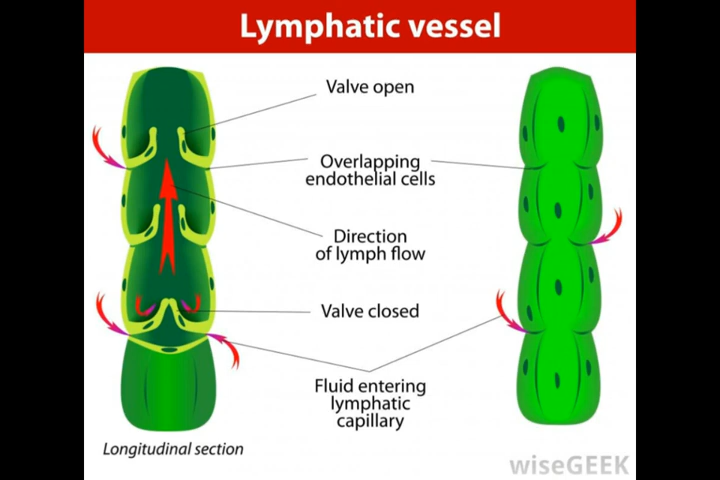 Lymphatic vessel
Valve open
Overlapping
endothelial cells
Direction
of lymph flow
Valve closed
Fluid entering
lymphatic
capillary
Longitudinal section
wiseGEEK